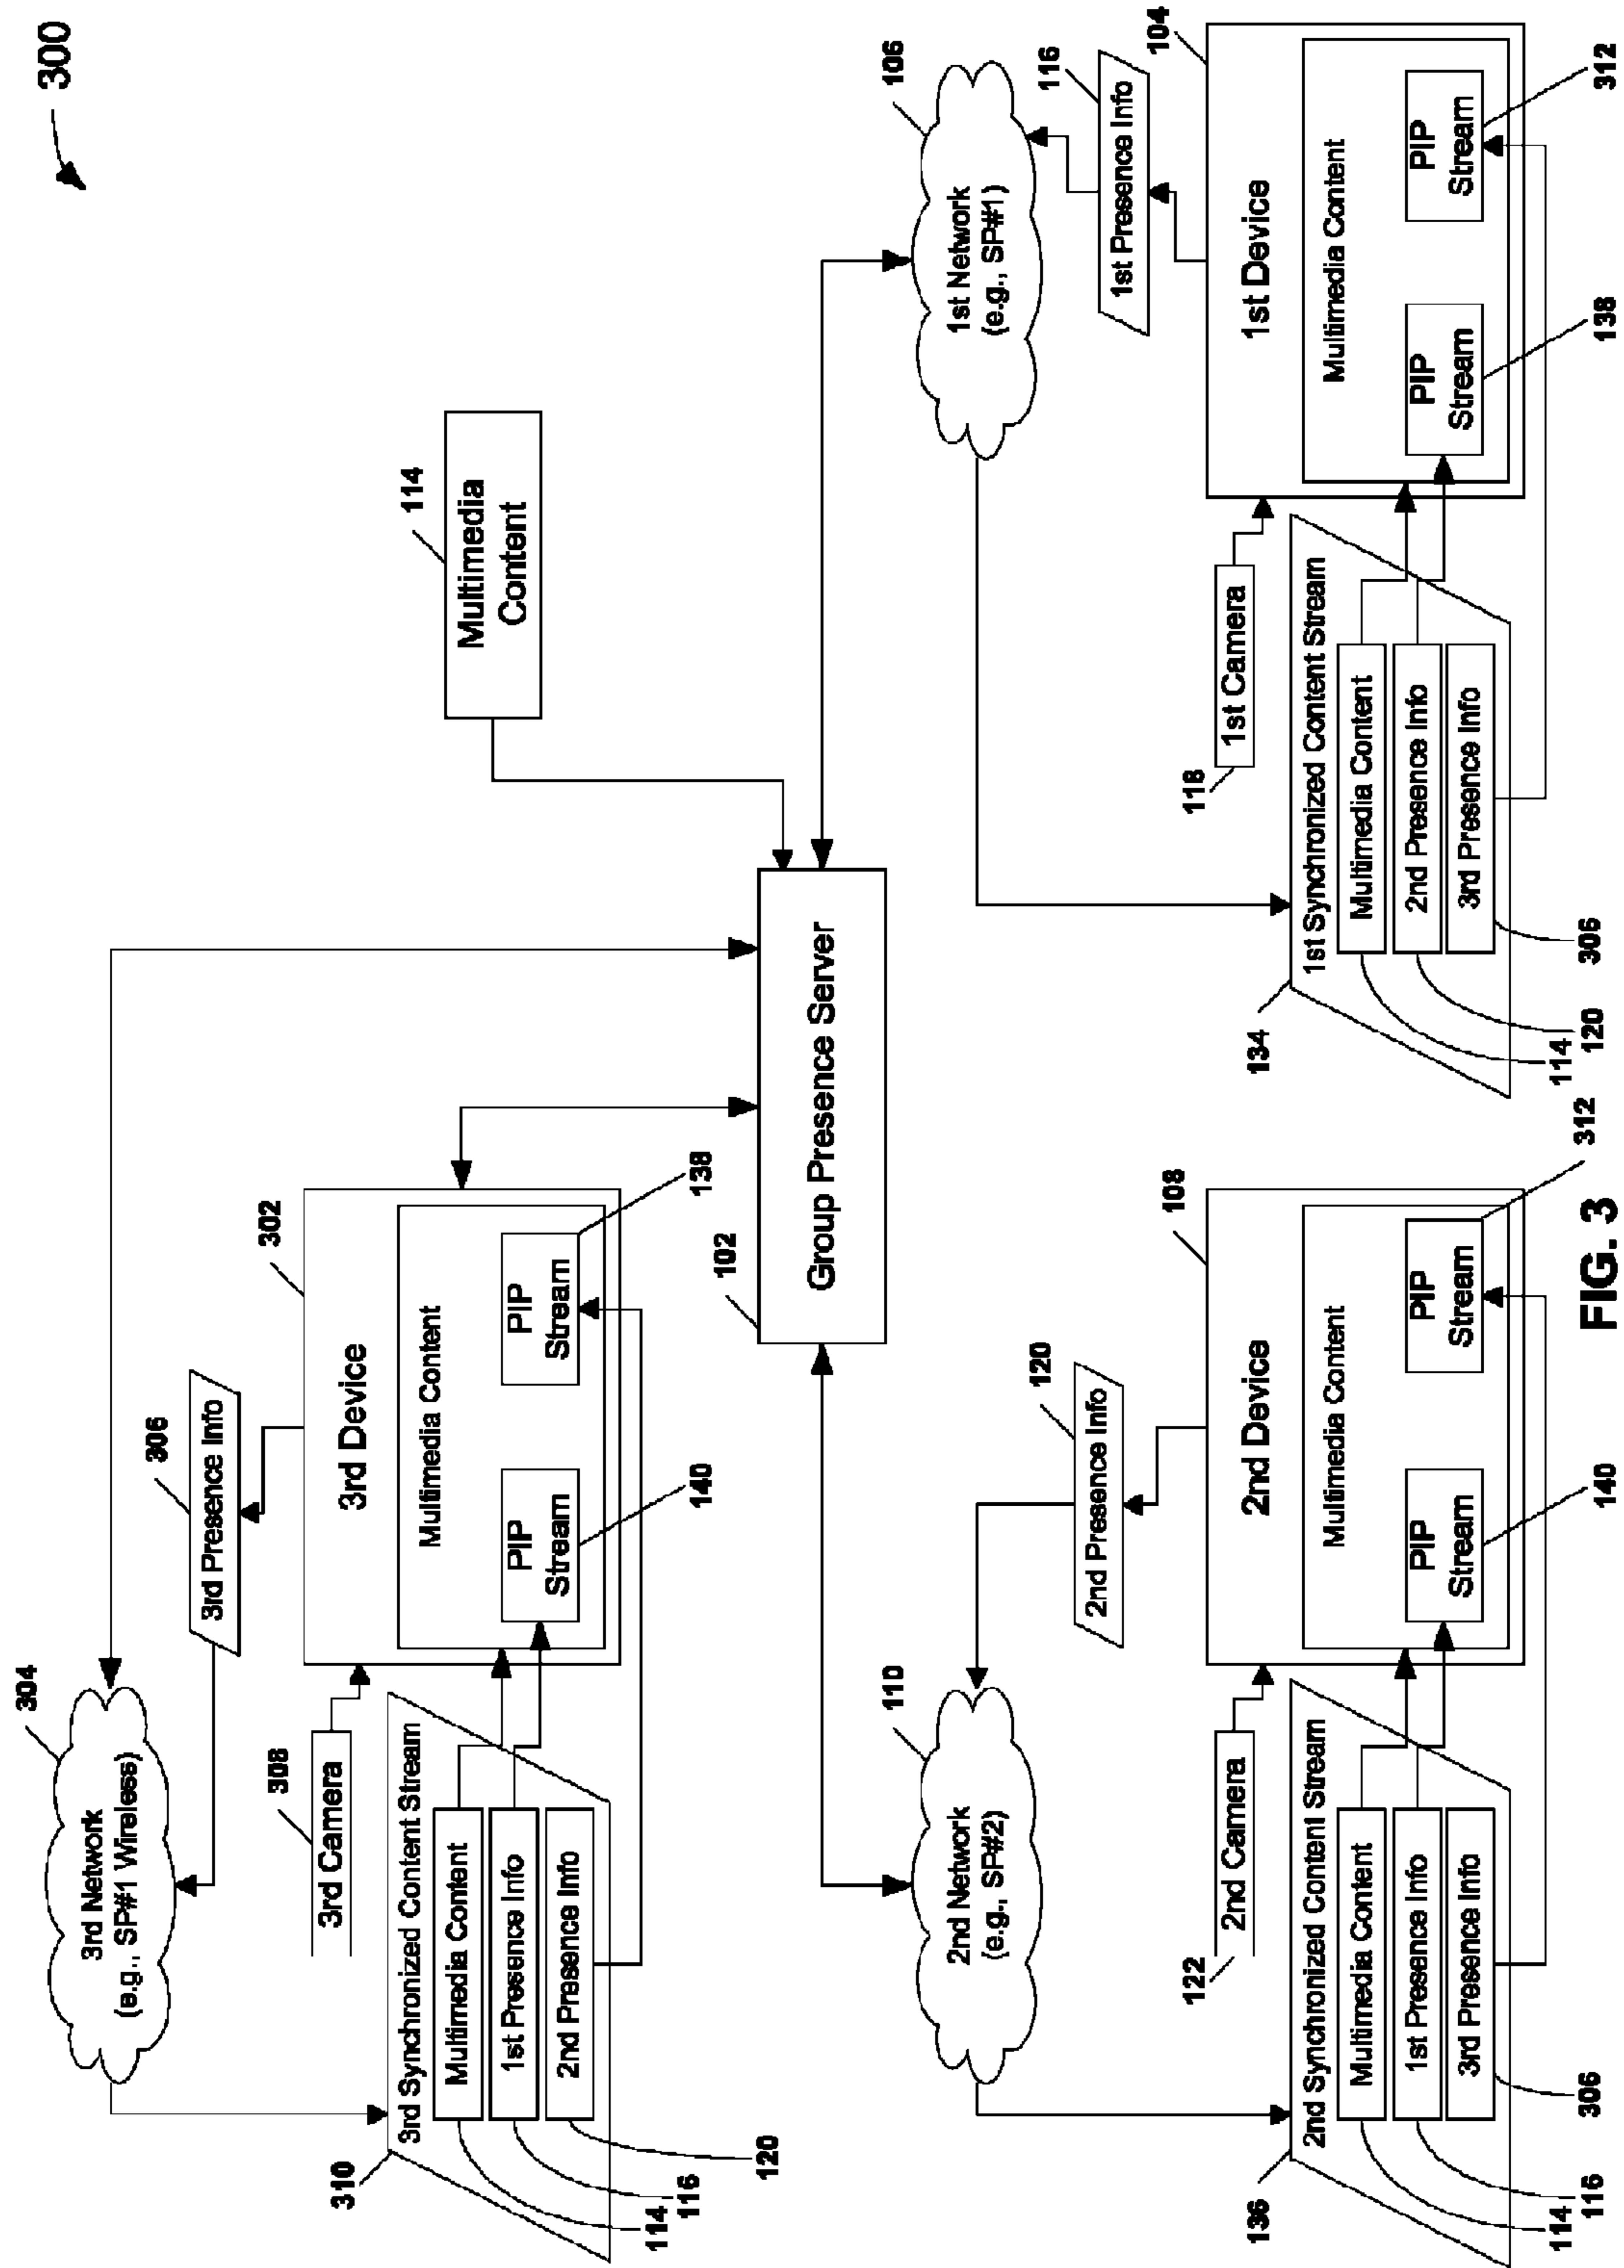 300
304
3rd Network
(e.g., SP#1 Wireless)
306
3rd Presence Info
302
3rd Device
Multimedia Content
PIP
Stream
PIP
Stream
140
138
308
3rd Camera
310
3rd Synchronized Content Stream
Multimedia Content
1st Presence Info
2nd Presence Info
114
116
120
114
Multimedia
Content
102
Group Presence Server
110
2nd Network
(e.g., SP#2)
120
2nd Presence Info
108
2nd Device
Multimedia Content
PIP
Stream
PIP
Stream
140
312
122
2nd Camera
136
2nd Synchronized Content Stream
Multimedia Content
1st Presence Info
3rd Presence Info
114
116
306
106
1st Network
(e.g., SP#1)
116
1st Presence Info
104
1st Device
Multimedia Content
PIP
Stream
PIP
Stream
138
312
118
1st Camera
134
1st Synchronized Content Stream
Multimedia Content
2nd Presence Info
3rd Presence Info
114
120
306
FIG. 3